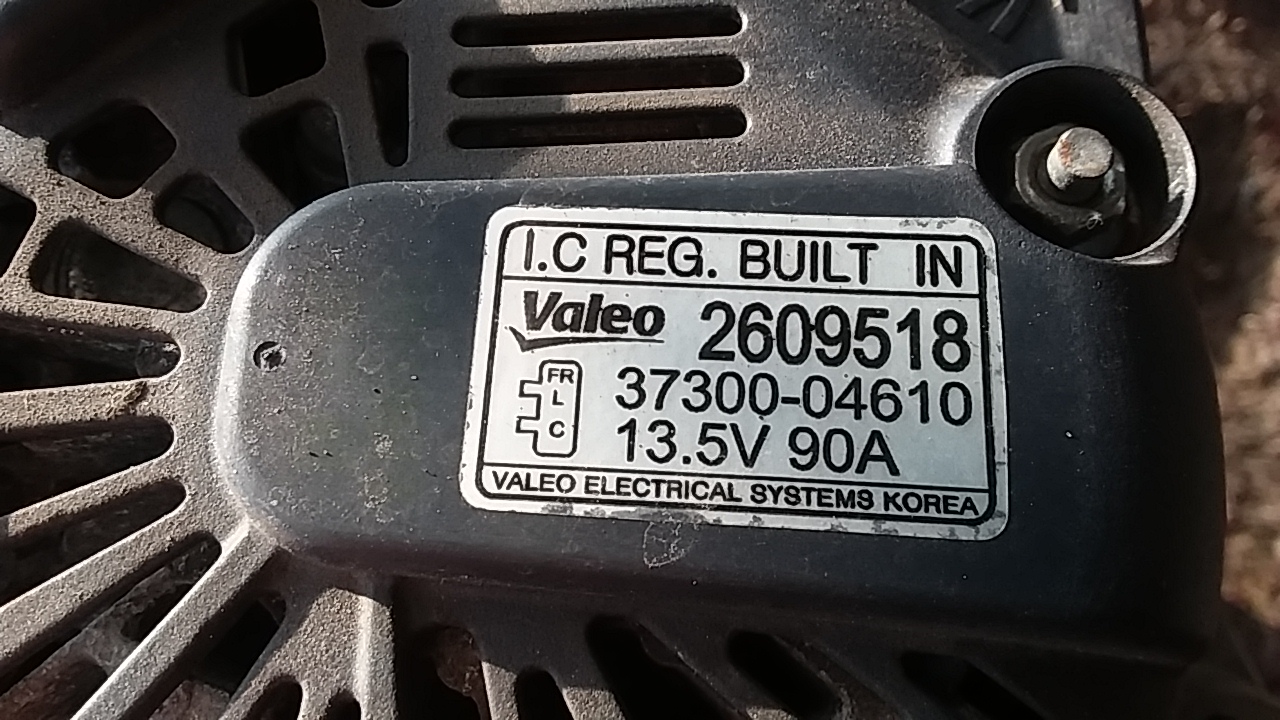 I.C REG. BUILT IN
Valeo 2609518
FR
L
C
37300-04610
13.5V 90A
VALEO ELECTRICAL SYSTEMS KOREA